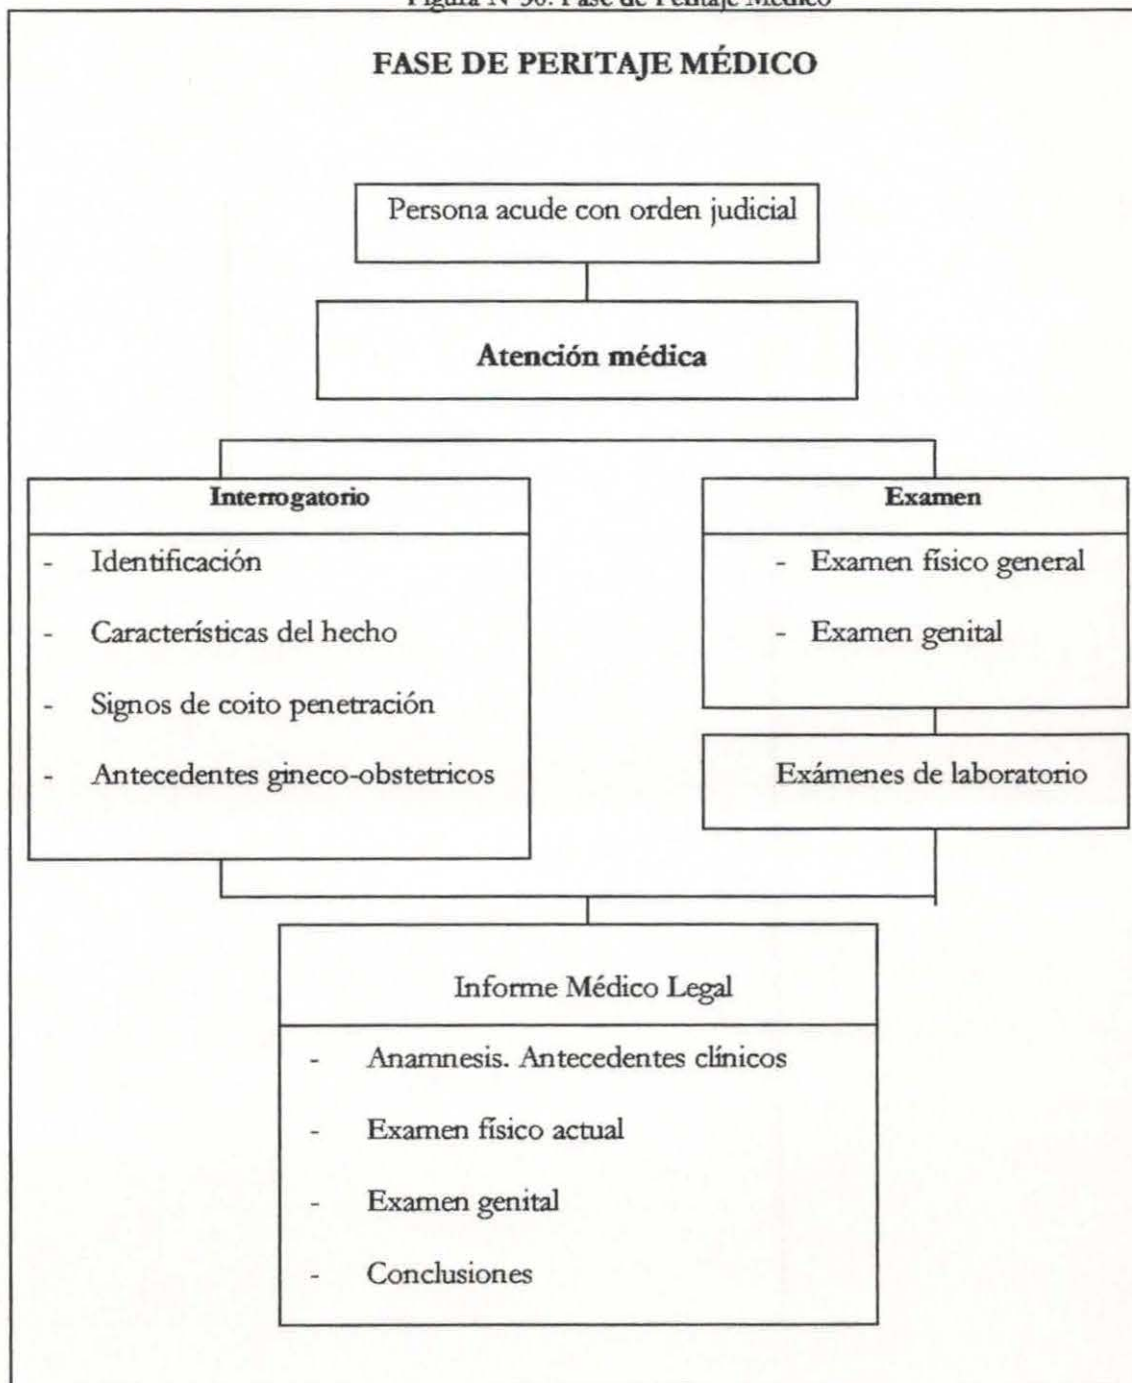 FASE DE PERITAJE MÉDICO
Persona acude con orden judicial
Atención médica
Interrogatorio
- Identificación
- Características del hecho
- Signos de coito penetración
- Antecedentes gineco-obstetricos
Examen
- Examen físico general
- Examen genital
Exámenes de laboratorio
Informe Médico Legal
- Anamnesis. Antecedentes clínicos
- Examen físico actual
- Examen genital
- Conclusiones